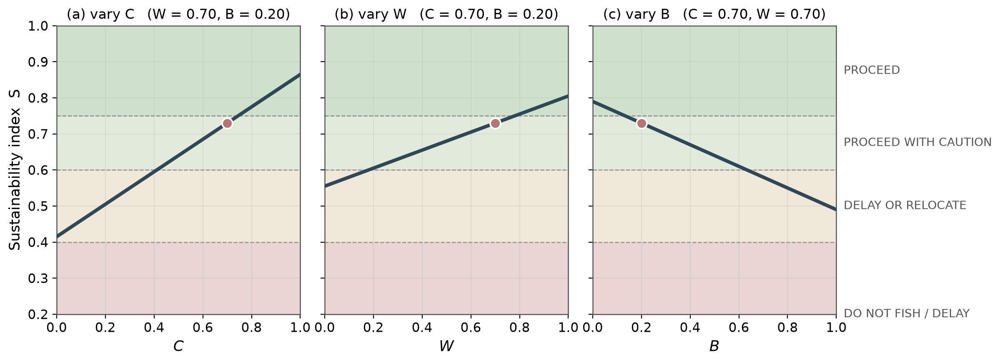 (a) vary C (W = 0.70, B = 0.20)
(b) vary W (C = 0.70, B = 0.20)
(c) vary B (C = 0.70, W = 0.70)
Sustainability index S
1.0
0.9
0.8
0.7
0.6
0.5
0.4
0.3
0.2
PROCEED
PROCEED WITH CAUTION
DELAY OR RELOCATE
DO NOT FISH / DELAY
0.0 0.2 0.4 0.6 0.8 1.0
0.0 0.2 0.4 0.6 0.8 1.0
0.0 0.2 0.4 0.6 0.8 1.0
C
W
B